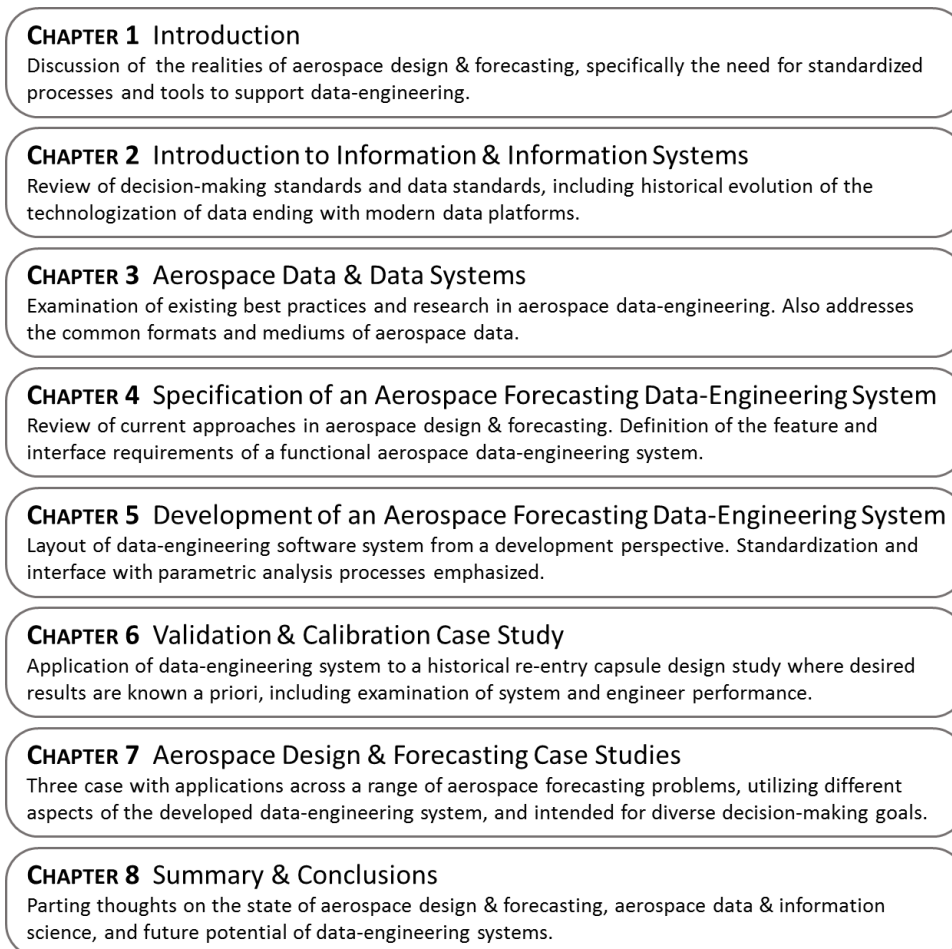 CHAPTER 1 Introduction
Discussion of the realities of aerospace design & forecasting, specifically the need for standardized
processes and tools to support data-engineering.
CHAPTER 2 Introduction to Information & Information Systems
Review of decision-making standards and data standards, including historical evolution of the
technologization of data ending with modern data platforms.
CHAPTER 3 Aerospace Data & Data Systems
Examination of existing best practices and research in aerospace data-engineering. Also addresses
the common formats and mediums of aerospace data.
CHAPTER 4 Specification of an Aerospace Forecasting Data-Engineering System
Review of current approaches in aerospace design & forecasting. Definition of the feature and
interface requirements of a functional aerospace data-engineering system.
CHAPTER 5 Development of an Aerospace Forecasting Data-Engineering System
Layout of data-engineering software system from a development perspective. Standardization and
interface with parametric analysis processes emphasized.
CHAPTER 6 Validation & Calibration Case Study
Application of data-engineering system to a historical re-entry capsule design study where desired
results are known a priori, including examination of system and engineer performance.
CHAPTER 7 Aerospace Design & Forecasting Case Studies
Three case with applications across a range of aerospace forecasting problems, utilizing different
aspects of the developed data-engineering system, and intended for diverse decision-making goals.
CHAPTER 8 Summary & Conclusions
Parting thoughts on the state of aerospace design & forecasting, aerospace data & information
science, and future potential of data-engineering systems.